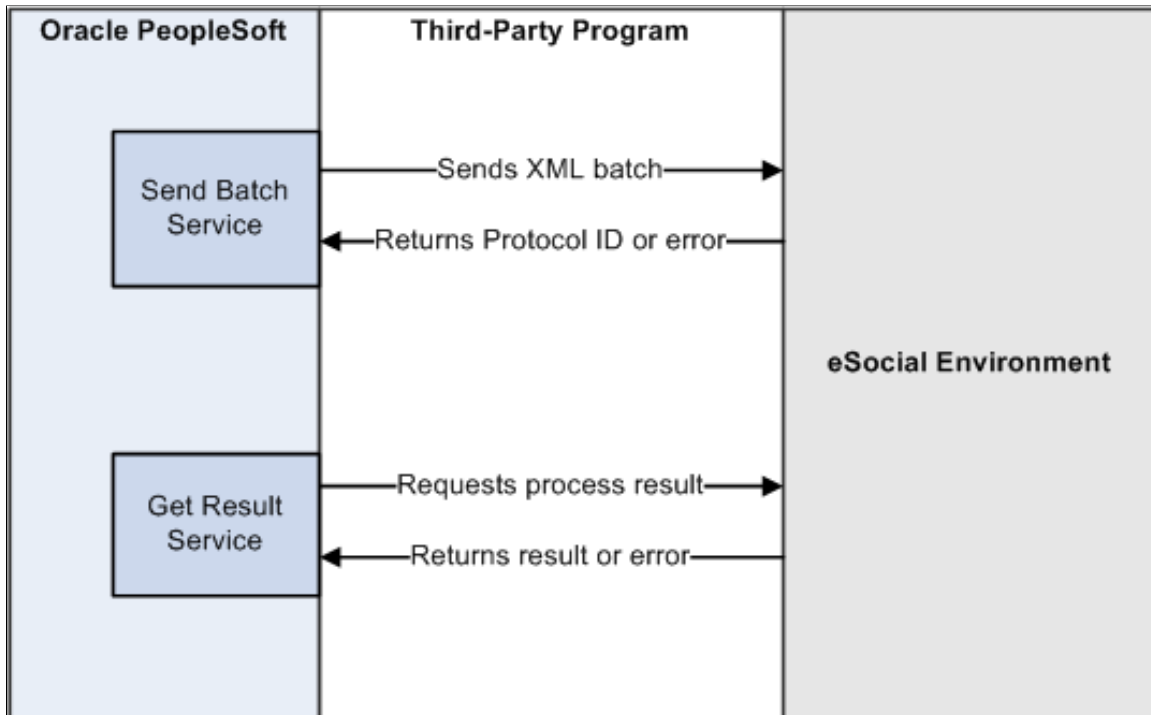 Oracle PeopleSoft
Third-Party Program
Send Batch
Service
Sends XML batch
Returns Protocol ID or error
eSocial Environment
Get Result
Service
Requests process result
Returns result or error